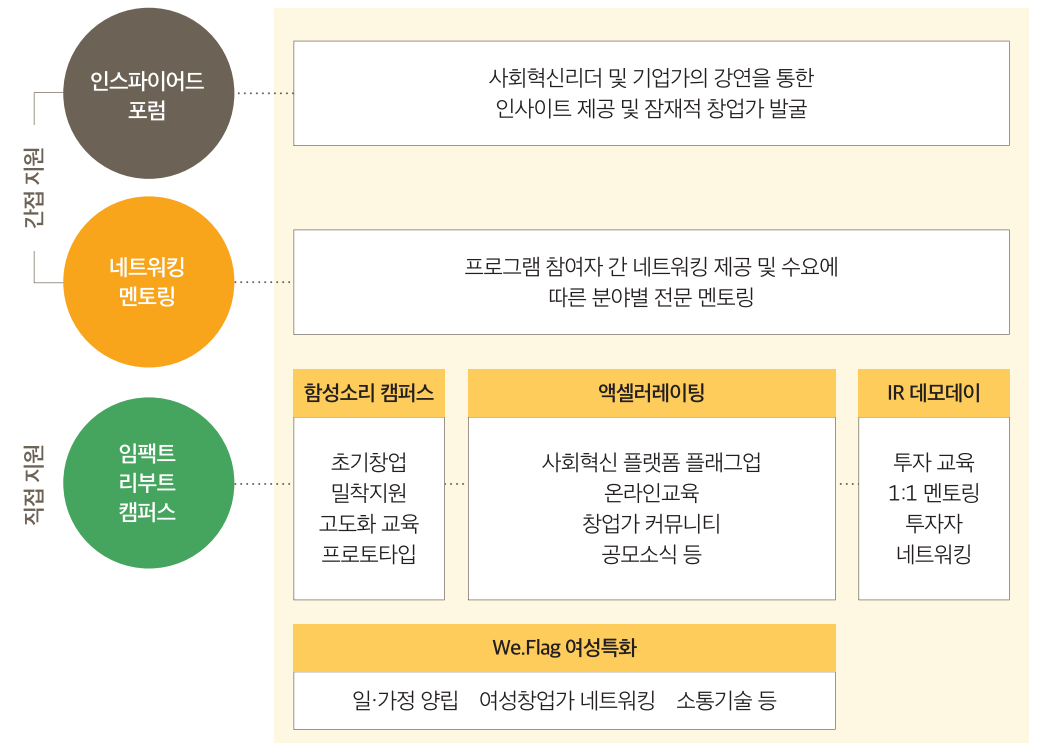 간접 지원
인스파이어드
포럼
사회혁신리더 및 기업가의 강연을 통한
인사이트 제공 및 잠재적 창업가 발굴
네트워킹
멘토링
프로그램 참여자 간 네트워킹 제공 및 수요에
따른 분야별 전문 멘토링
직접 지원
임팩트
리부트
캠퍼스
함성소리 캠퍼스
초기창업
밀착지원
고도화 교육
프로토타입
액셀러레이팅
사회혁신 플랫폼 플래그업
온라인교육
창업가 커뮤니티
공모소식 등
IR 데모데이
투자 교육
1:1 멘토링
투자자
네트워킹
We.Flag 여성특화
일·가정 양립 여성창업가 네트워킹 소통기술 등